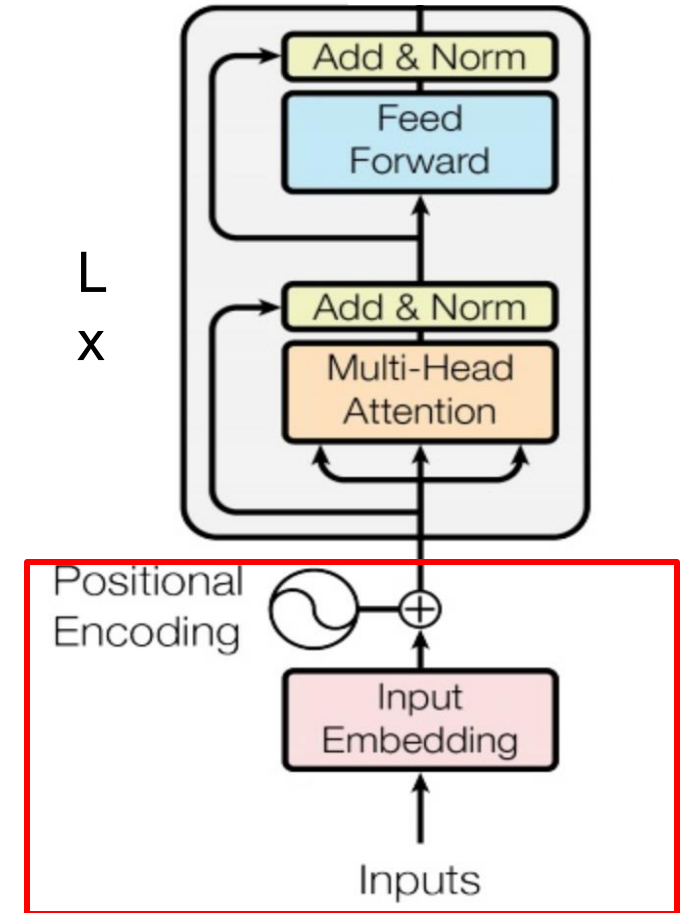 Add & Norm
Feed
Forward
L
x
Add & Norm
Multi-Head
Attention
Positional
Encoding
Input
Embedding
Inputs